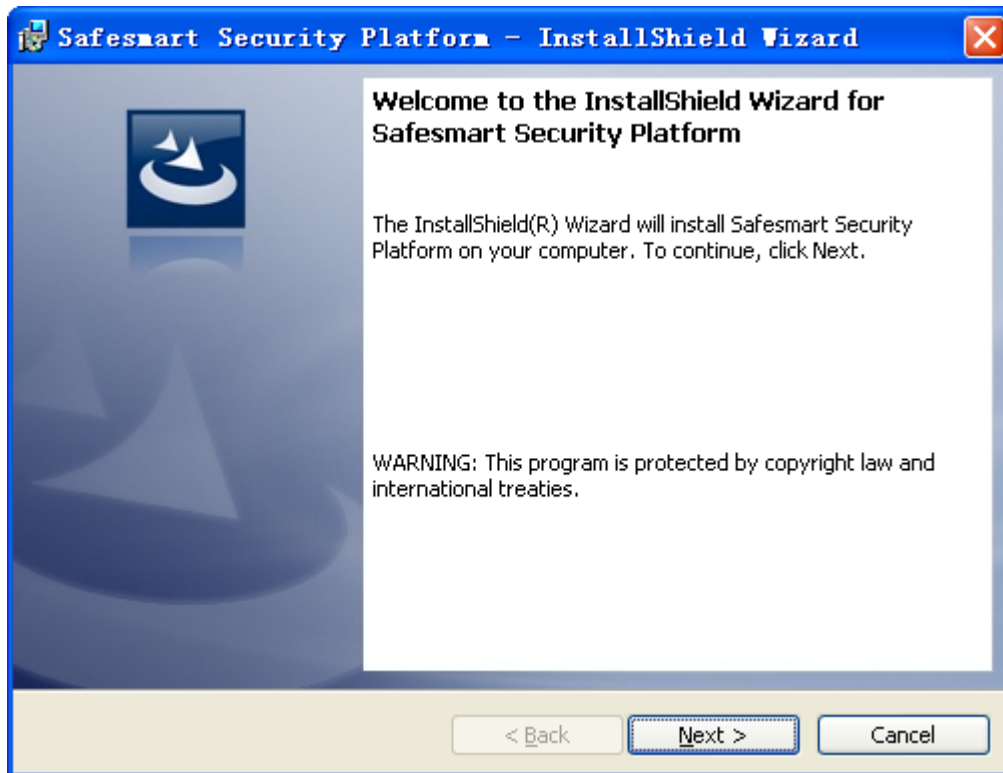 Safesmart Security Platform - InstallShield Wizard
Welcome to the InstallShield Wizard for
Safesmart Security Platform
The InstallShield(R) Wizard will install Safesmart Security
Platform on your computer. To continue, click Next.
WARNING: This program is protected by copyright law and
international treaties.
< Back
Next >
Cancel